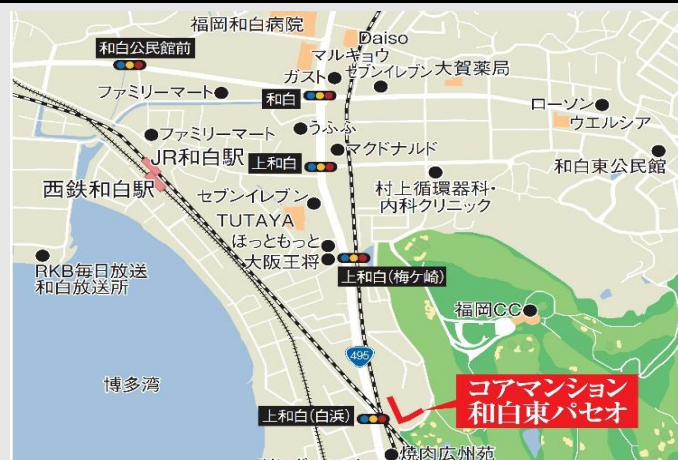 福岡和白病院
Daiso
マルキョウ
和白公民館前
ガスト
セブンイレブン
大賀薬局
ファミリーマート
和白
ローソン
ウエルシア
ファミリーマート
うふふ
JR和白駅
上和白
マクドナルド
和白東公民館
西鉄和白駅
セブンイレブン
村上循環器科・
内科クリニック
TUTAYA
ほっともっと
大阪王将
RKB毎日放送
和白放送所
上和白(梅ケ崎)
福岡CC
495
博多湾
コアマンション
和白東パセオ
上和白(白浜)
焼肉広州苑